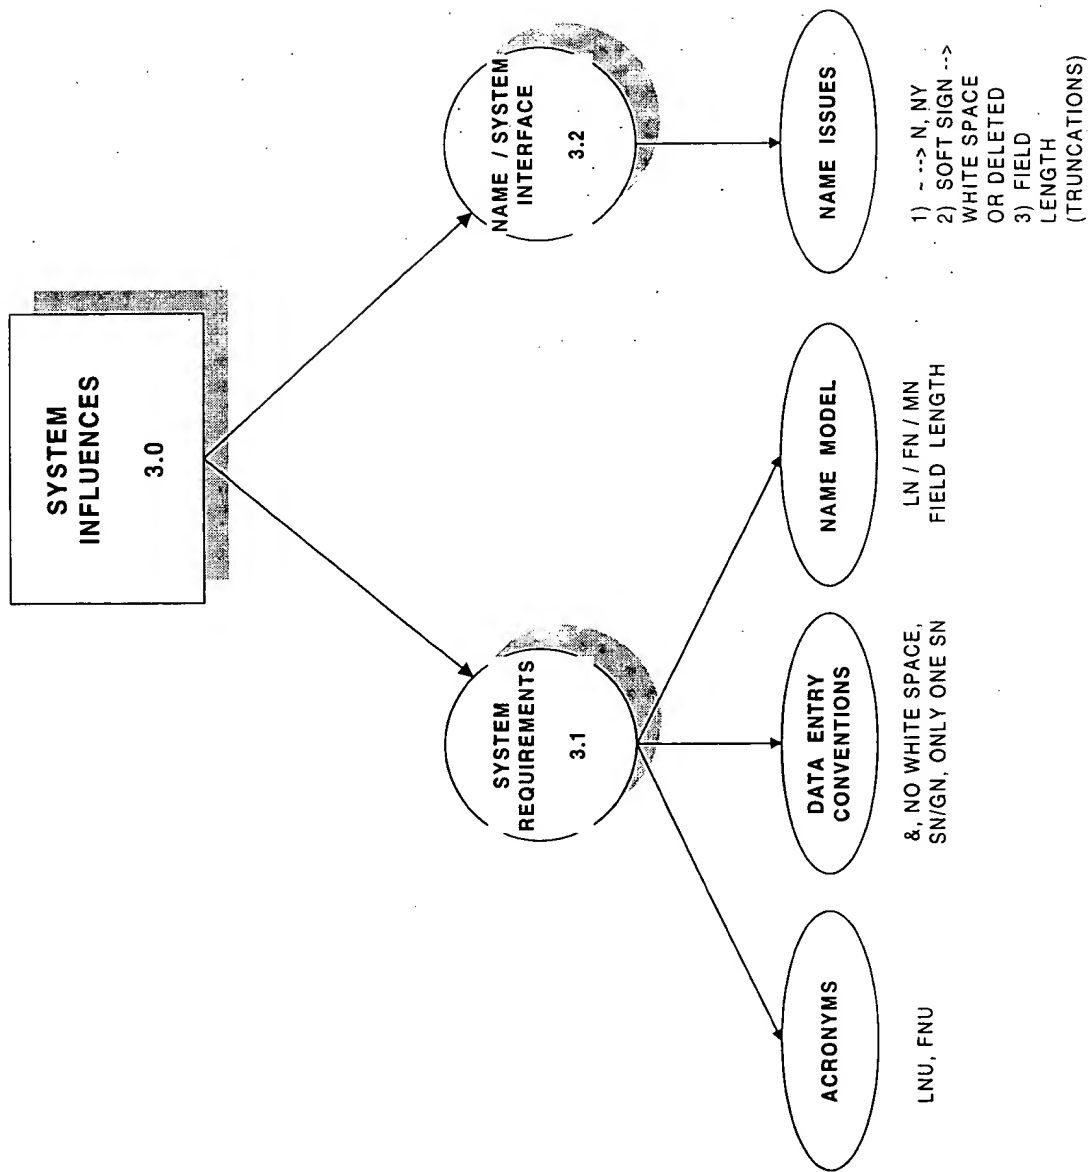 SYSTEM
INFLUENCES
3.0
SYSTEM
REQUIREMENTS
3.1
NAME / SYSTEM
INTERFACE
3.2
ACRONYMS
LNU, FNU
DATA ENTRY
CONVENTIONS
&, NO WHITE SPACE,
SN/GN, ONLY ONE SN
NAME MODEL
LN / FN / MN
FIELD LENGTH
NAME ISSUES
1) ~ --> N, NY
2) SOFT SIGN -->
WHITE SPACE
OR DELETED
3) FIELD
LENGTH
(TRUNCATIONS)